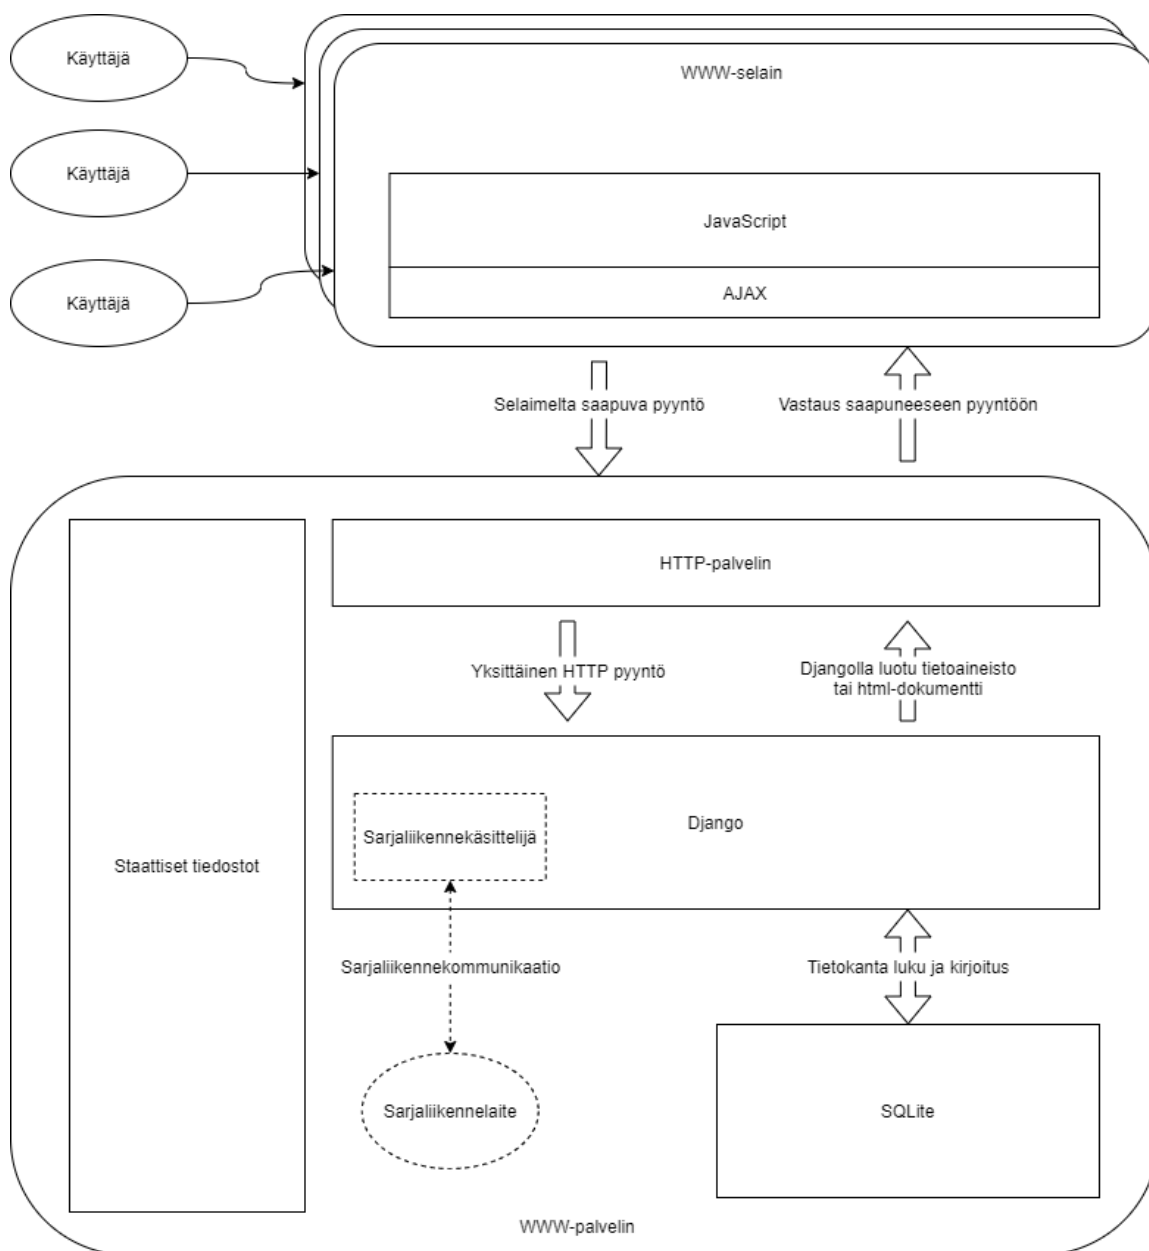 Käyttäjä
WWW-selain
Käyttäjä
JavaScript
AJAX
Käyttäjä
Selaimelta saapuva pyyntö
Vastaus saapuneeseen pyyntöön
HTTP-palvelin
Yksittäinen HTTP pyyntö
Djangolla luotu tietoaineisto
tai html-dokumentti
Django
Sarjaliikennekäsittelijä
Staattiset tiedostot
Sarjaliikennekommunikaatio
Tietokanta luku ja kirjoitus
Sarjaliikennelaite
SQLite
WWW-palvelin